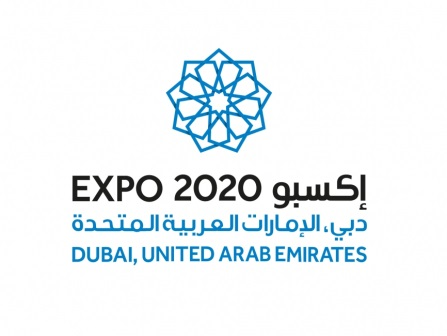 EXPO 2020 إكسبو
دبي، الإمارات العربية المتحدة
DUBAI, UNITED ARAB EMIRATES